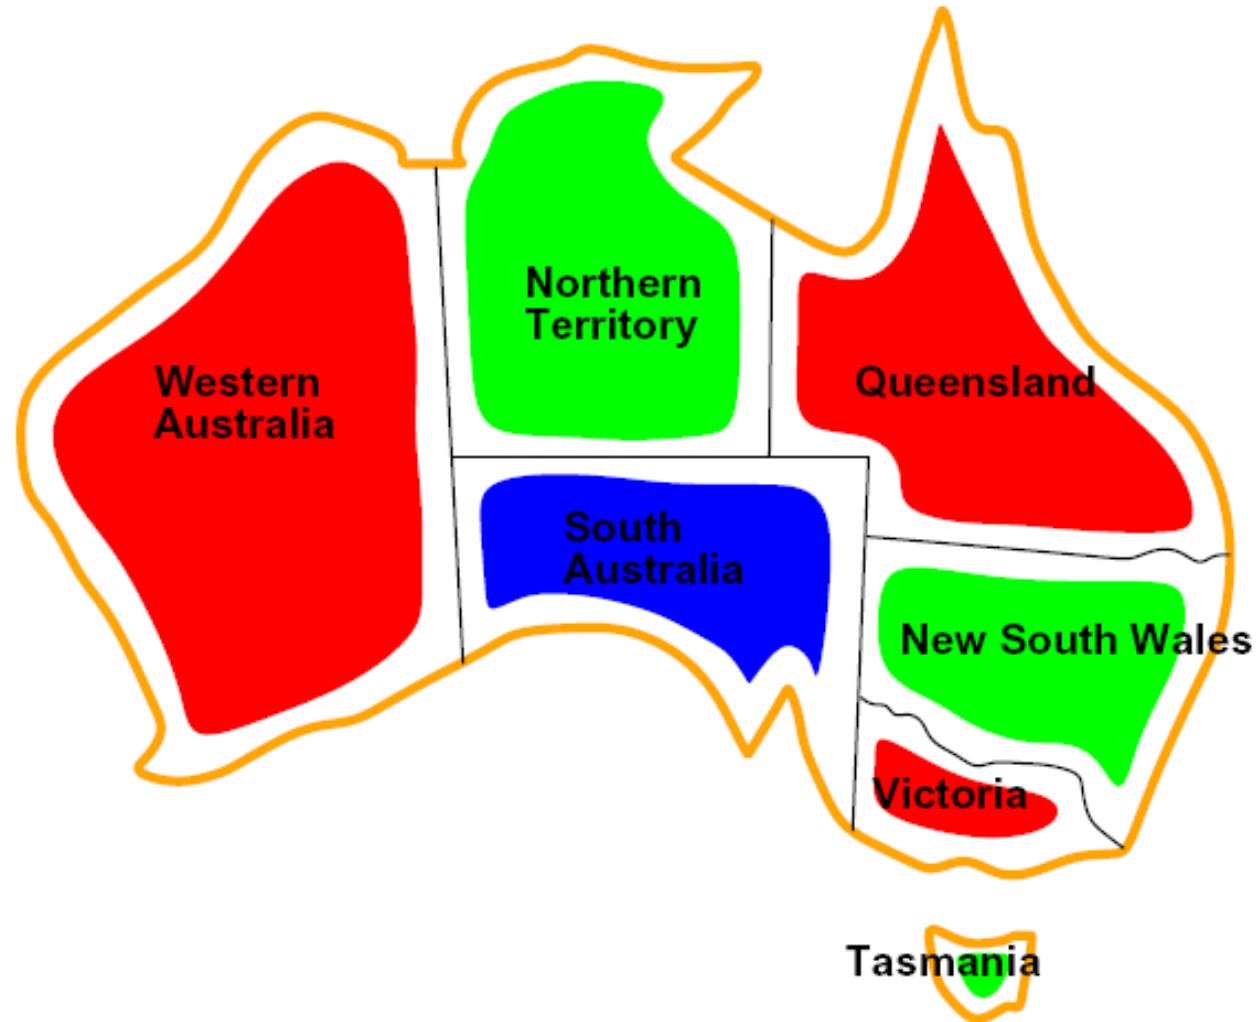 Northern
Territory
Western
Australia
Queensland
South
Australia
New South Wales
Victoria
Tasmania